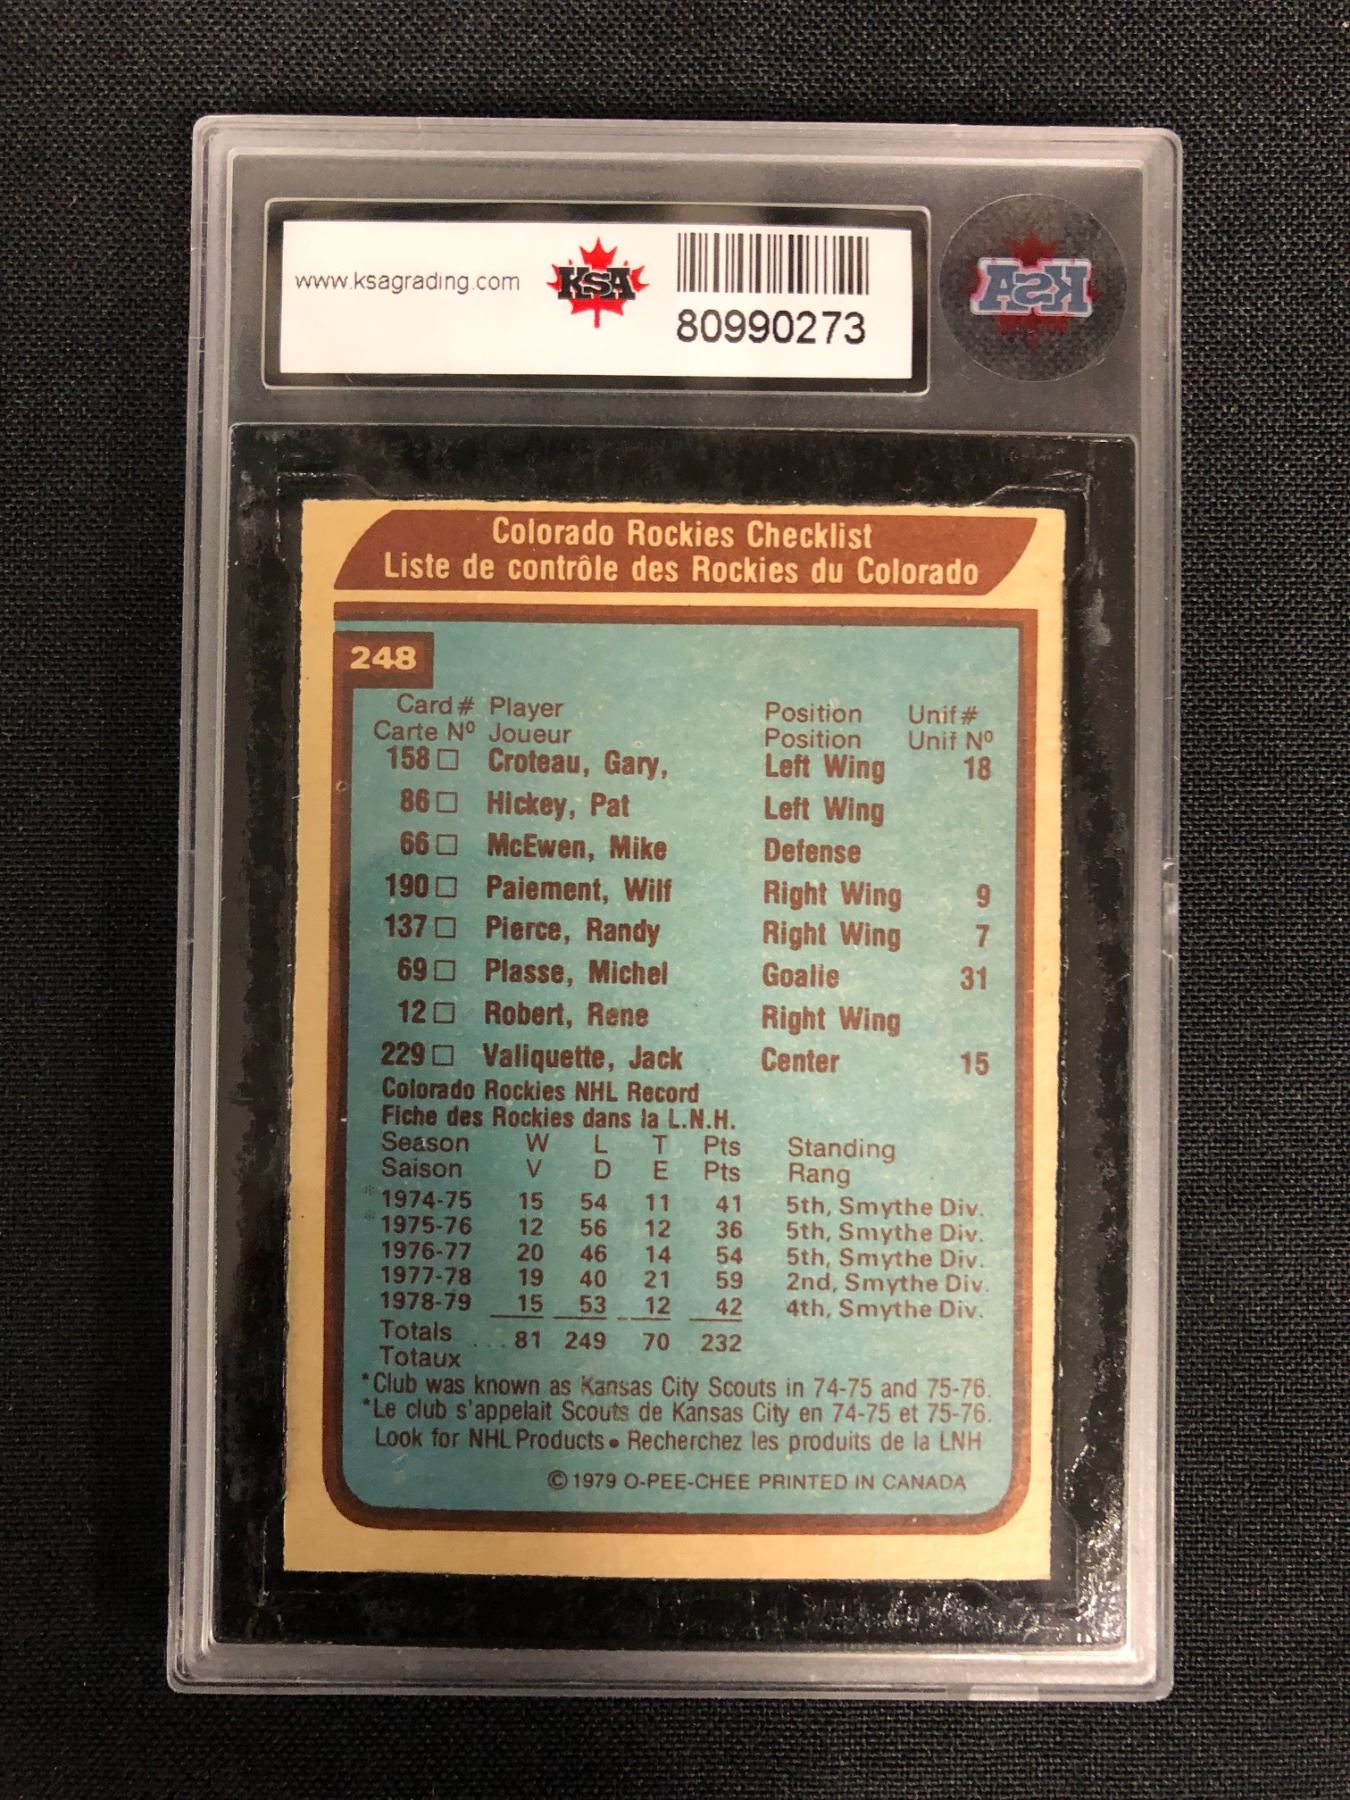 www.ksagrading.com
KSA
80990273
KSA
Colorado Rockies Checklist
Liste de contrôle des Rockies du Colorado
248
Card # Player Position Unif #
Carte Nº Joueur Position Unif Nº
158 □ Croteau, Gary, Left Wing 18
86 □ Hickey, Pat Left Wing
66 □ McEwen, Mike Defense
190 □ Paiement, Wilf Right Wing 9
137 □ Pierce, Randy Right Wing 7
69 □ Plasse, Michel Goalie 31
12 □ Robert, Rene Right Wing
229 □ Valiquette, Jack Center 15
Colorado Rockies NHL Record
Fiche des Rockies dans la L.N.H.
Season W L T Pts Standing
Saison V D E Pts Rang
*1974-75 15 54 11 41 5th, Smythe Div.
*1975-76 12 56 12 36 5th, Smythe Div.
1976-77 20 46 14 54 5th, Smythe Div.
1977-78 19 40 21 59 2nd, Smythe Div.
1978-79 15 53 12 42 4th, Smythe Div.
Totals ... 81 249 70 232
Totaux
*Club was known as Kansas City Scouts in 74-75 and 75-76.
*Le club s'appelait Scouts de Kansas City en 74-75 et 75-76.
Look for NHL Products • Recherchez les produits de la LNH
© 1979 O-PEE-CHEE PRINTED IN CANADA